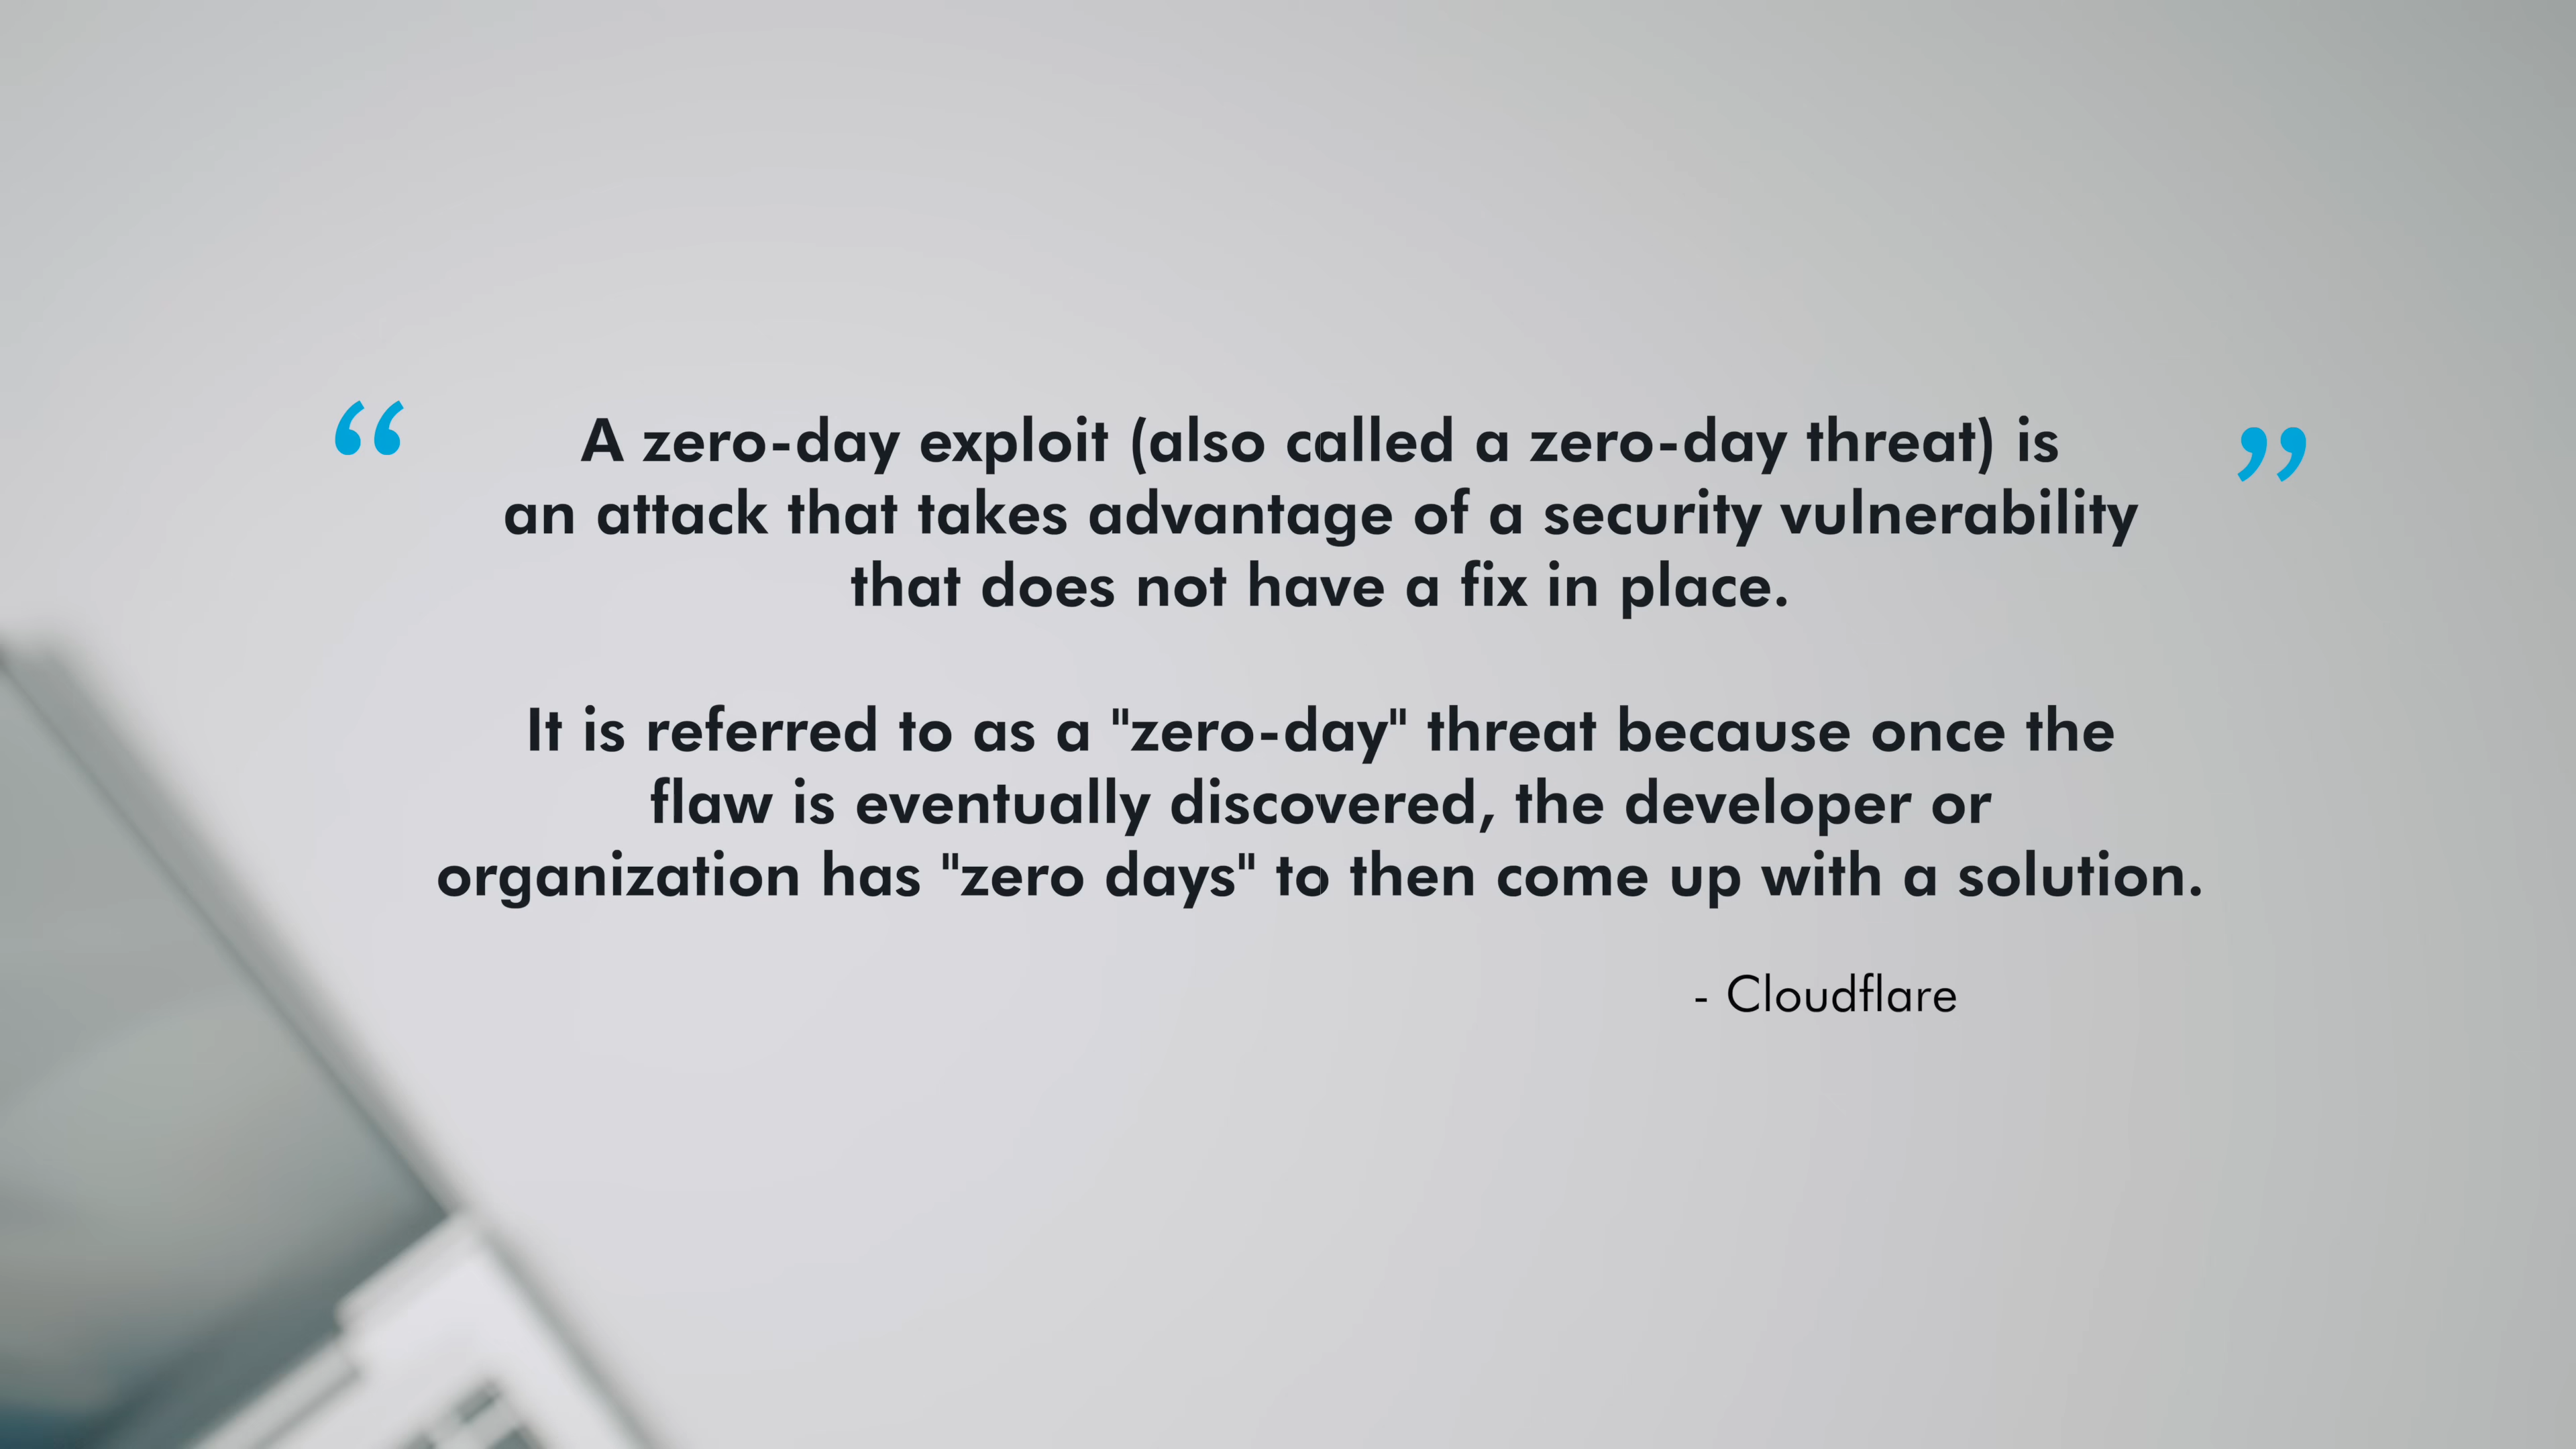 “ A zero-day exploit (also called a zero-day threat) is ”
an attack that takes advantage of a security vulnerability
that does not have a fix in place.
It is referred to as a "zero-day" threat because once the
flaw is eventually discovered, the developer or
organization has "zero days" to then come up with a solution.
- Cloudflare